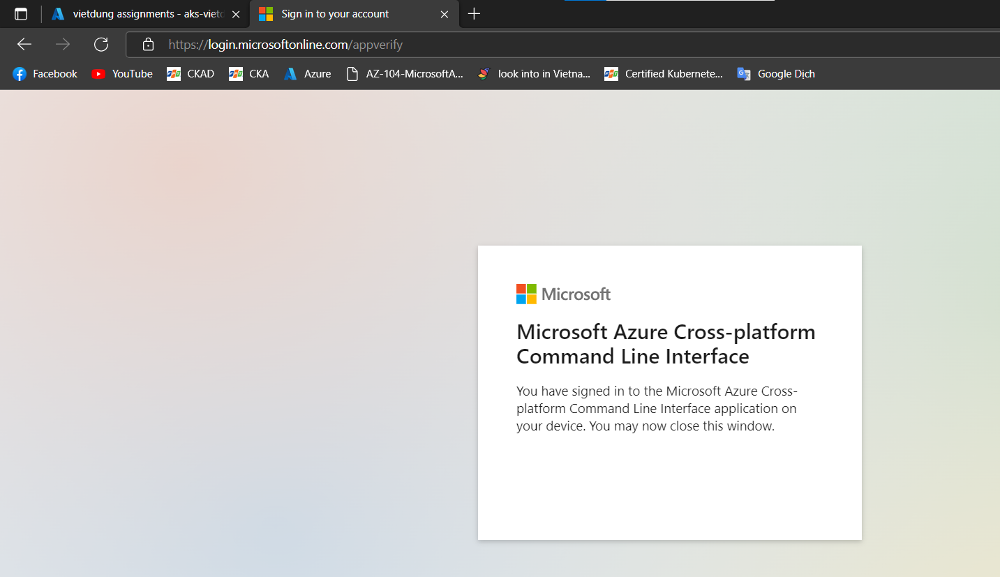 vietdung assignments - aks-vietd
Sign in to your account
https://login.microsoftonline.com/appverify
Facebook
YouTube
CKAD
CKA
Azure
AZ-104-MicrosoftA...
look into in Vietna...
Certified Kubernete...
Google Dịch
Microsoft
Microsoft Azure Cross-platform
Command Line Interface
You have signed in to the Microsoft Azure Cross-
platform Command Line Interface application on
your device. You may now close this window.